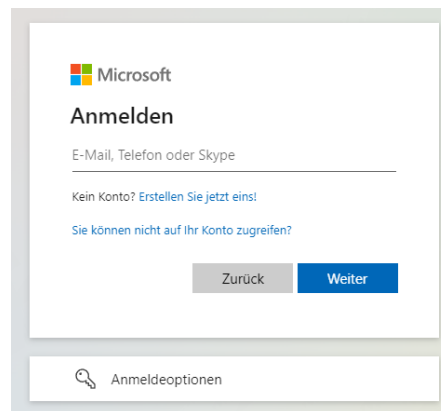 Microsoft
Anmelden
E-Mail, Telefon oder Skype
Kein Konto? Erstellen Sie jetzt eins!
Sie können nicht auf Ihr Konto zugreifen?
Zurück Weiter
Anmeldeoptionen